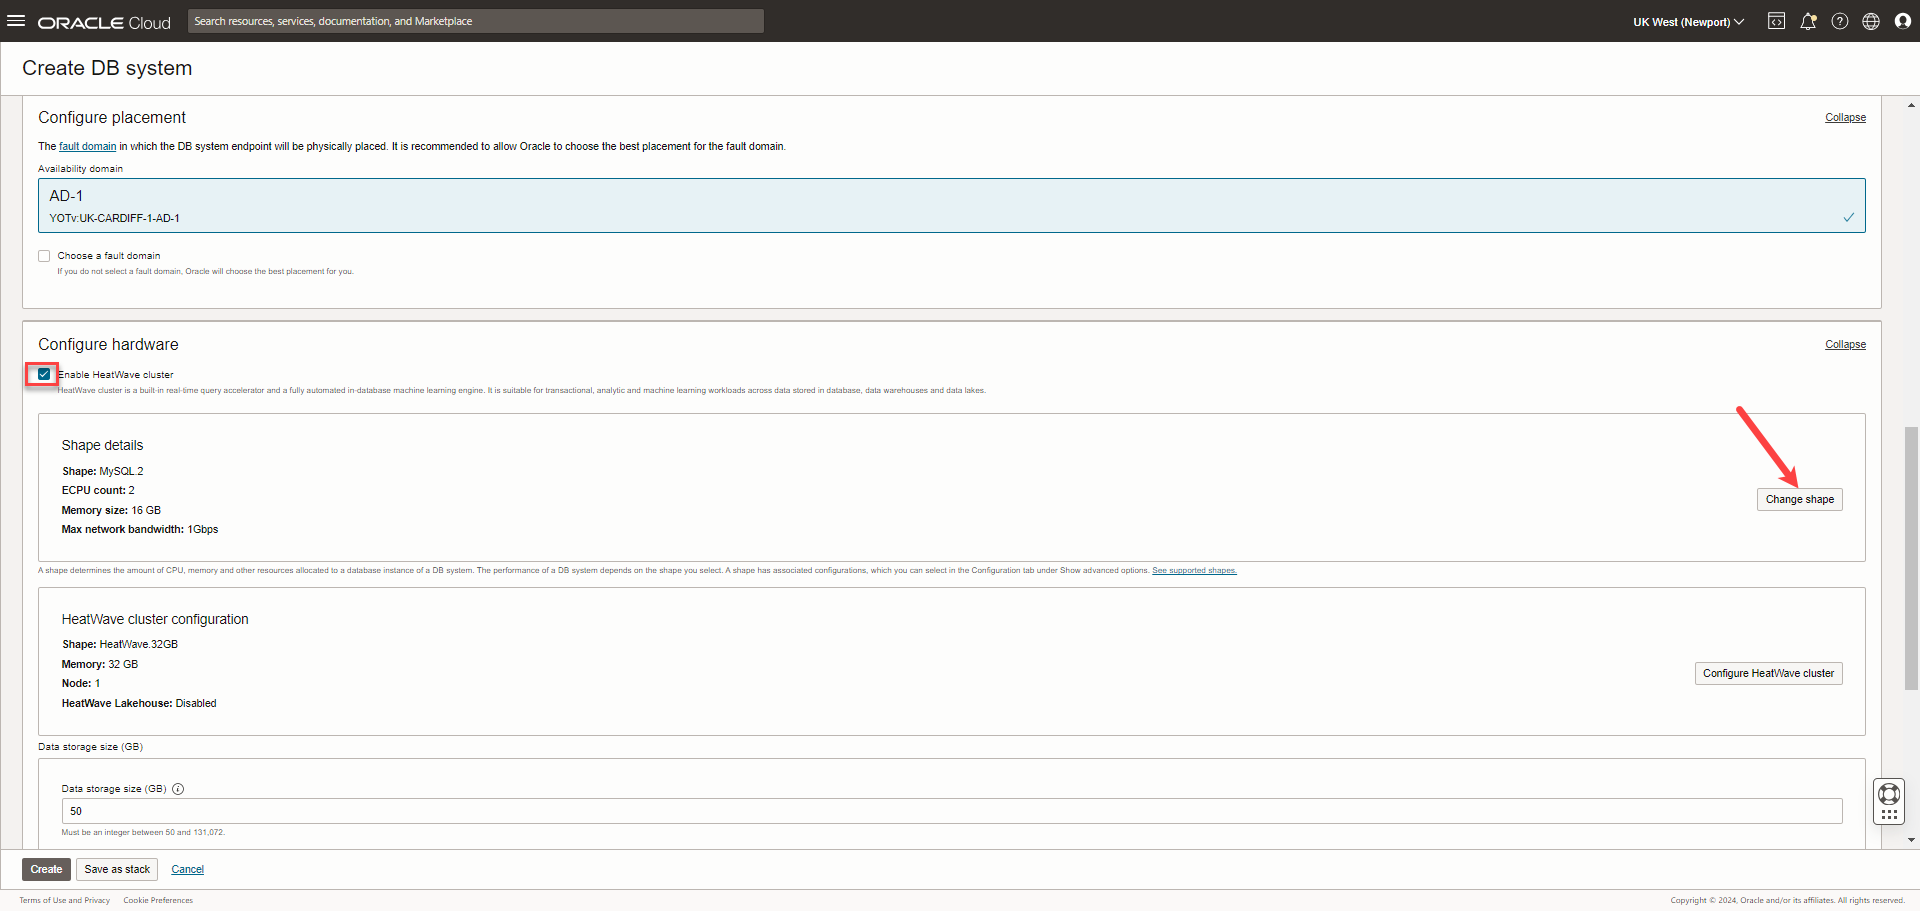 ORACLE Cloud
Search resources, services, documentation, and Marketplace
UK West (Newport)
Create DB system
Configure placement
Collapse
The fault domain in which the DB system endpoint will be physically placed. It is recommended to allow Oracle to choose the best placement for the fault domain.
Availability domain
AD-1
YOTv:UK-CARDIFF-1-AD-1
Choose a fault domain
If you do not select a fault domain, Oracle will choose the best placement for you.
Configure hardware
Collapse
Enable HeatWave cluster
HeatWave cluster is a built-in real-time query accelerator and a fully automated in-database machine learning engine. It is suitable for transactional, analytic and machine learning workloads across data stored in database, data warehouses and data lakes.
Shape details
Shape: MySQL.2
ECPU count: 2
Memory size: 16 GB
Max network bandwidth: 1Gbps
Change shape
A shape determines the amount of CPU, memory and other resources allocated to a database instance of a DB system. The performance of a DB system depends on the shape you select. A shape has associated configurations, which you can select in the Configuration tab under Show advanced options. See supported shapes.
HeatWave cluster configuration
Shape: HeatWave.32GB
Memory: 32 GB
Node: 1
HeatWave Lakehouse: Disabled
Configure HeatWave cluster
Data storage size (GB)
Data storage size (GB)
50
Must be an integer between 50 and 131,072.
Create
Save as stack
Cancel
Terms of Use and Privacy
Cookie Preferences
Copyright © 2024, Oracle and/or its affiliates. All rights reserved.